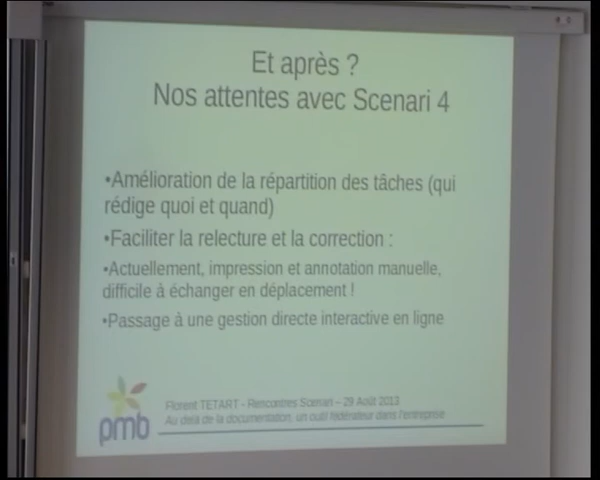 Et après ?
Nos attentes avec Scenari 4
•Amélioration de la répartition des tâches (qui
rédige quoi et quand)
•Faciliter la relecture et la correction :
•Actuellement, impression et annotation manuelle,
difficile à échanger en déplacement !
•Passage à une gestion directe interactive en ligne
Florent TETART - Rencontres Scenari – 29 Août 2013
Au delà de la documentation, un outil fédérateur dans l'entreprise
pmb